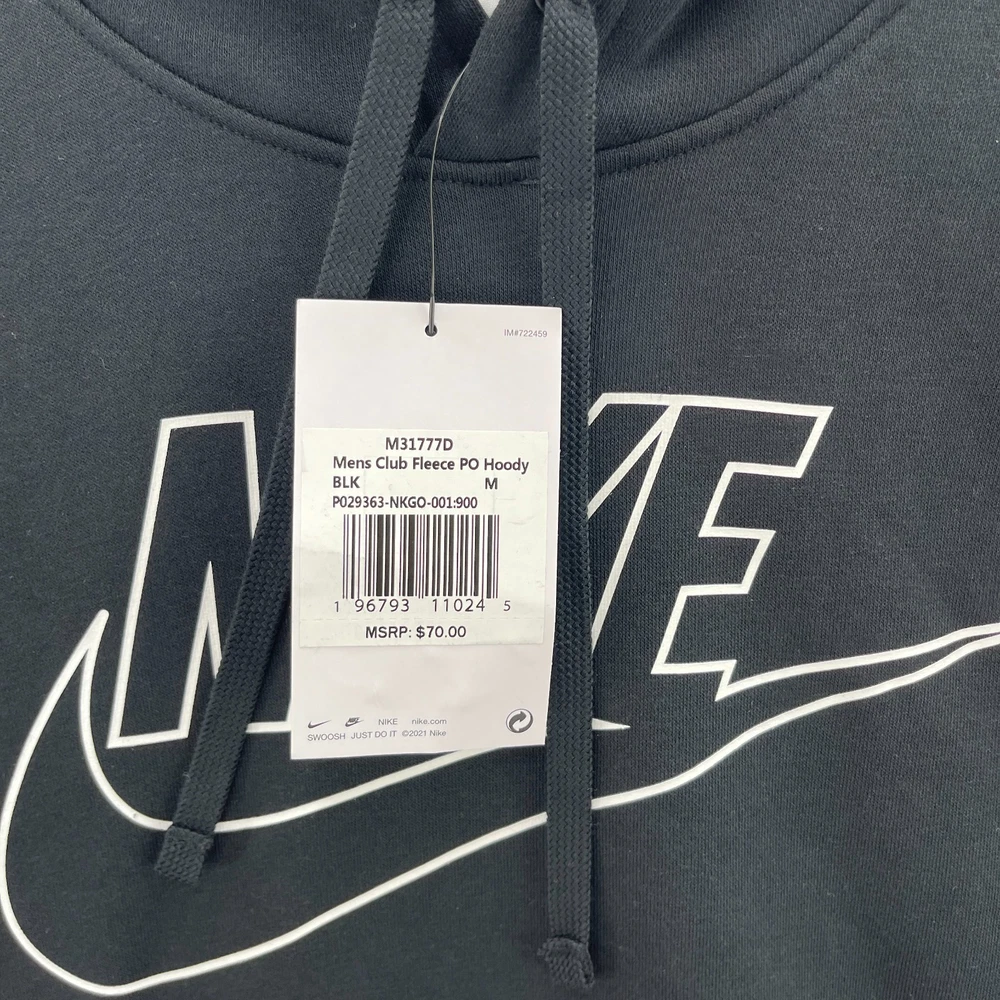 IM#722459
M31777D
Mens Club Fleece PO Hoody
BLK M
P029363-NKGO-001:900
1 96793 11024 5
MSRP: $70.00
NIKE nike.com
SWOOSH JUST DO IT ©2021 Nike
NIKE